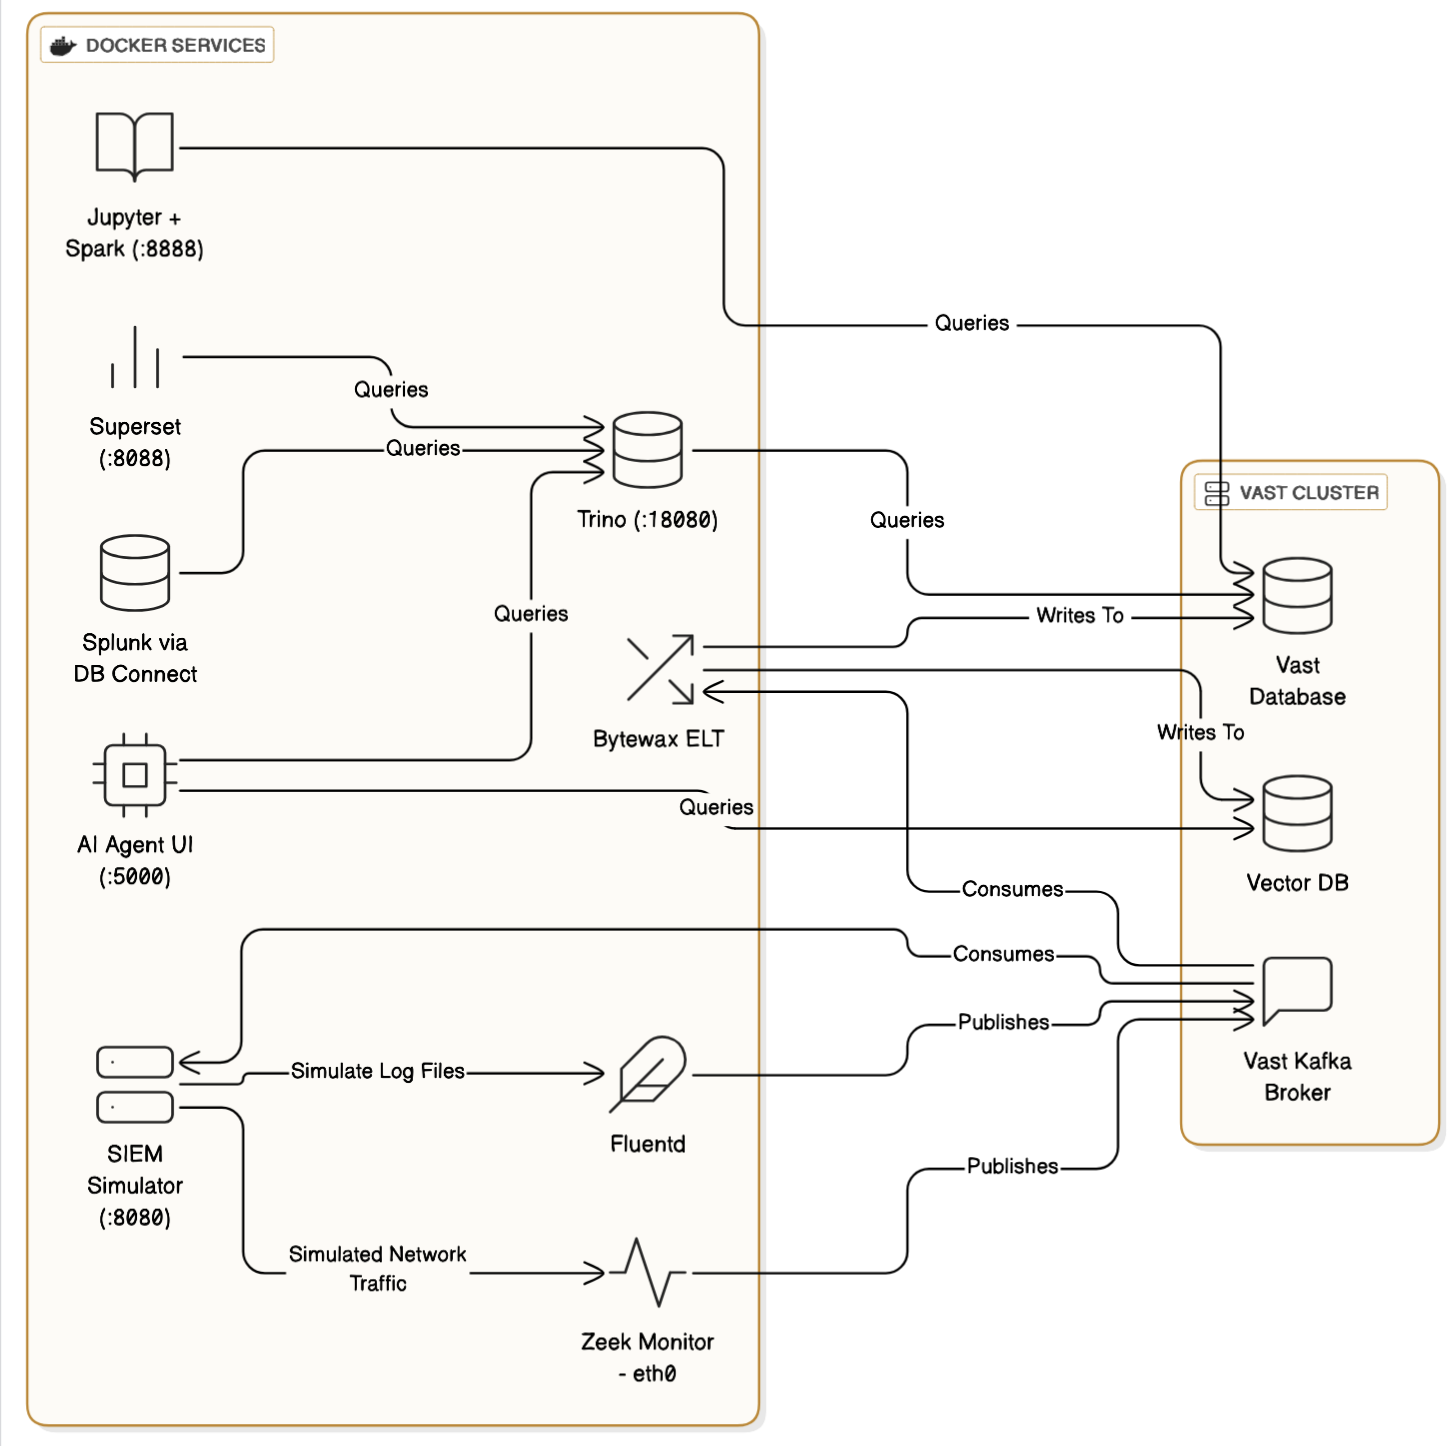 DOCKER SERVICES
Jupyter +
Spark (:8888)
Queries
Superset
(:8088)
Queries
Queries
Trino (:18080)
Queries
VAST CLUSTER
Splunk via
DB Connect
Queries
Writes To
Vast
Database
Bytewax ELT
Writes To
AI Agent UI
(:5000)
Queries
Vector DB
Consumes
Consumes
Publishes
Vast Kafka
Broker
Simulate Log Files
Fluentd
SIEM
Simulator
(:8080)
Publishes
Simulated Network
Traffic
Zeek Monitor
- eth0